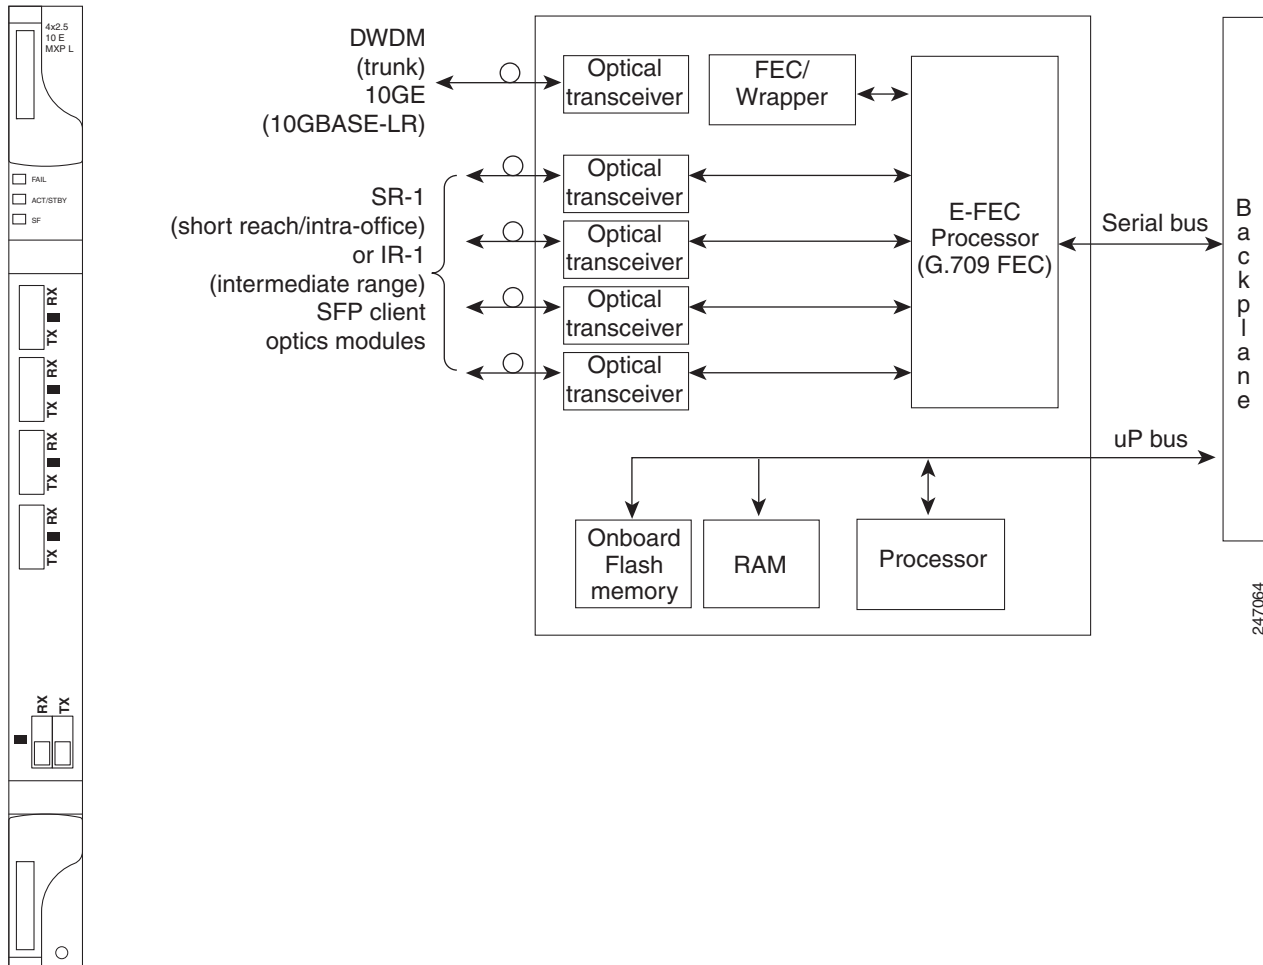 4x2.5
10 E
MXP L
FAIL
ACT/STBY
SF
RX
TX
RX
TX
RX
TX
RX
TX
RX
TX
DWDM
(trunk)
10GE
(10GBASE-LR)
SR-1
(short reach/intra-office)
or IR-1
(intermediate range)
SFP client
optics modules
Optical
transceiver
FEC/
Wrapper
Optical
transceiver
Optical
transceiver
Optical
transceiver
Optical
transceiver
E-FEC
Processor
(G.709 FEC)
Serial bus
uP bus
Onboard
Flash
memory
RAM
Processor
Backplane
247064